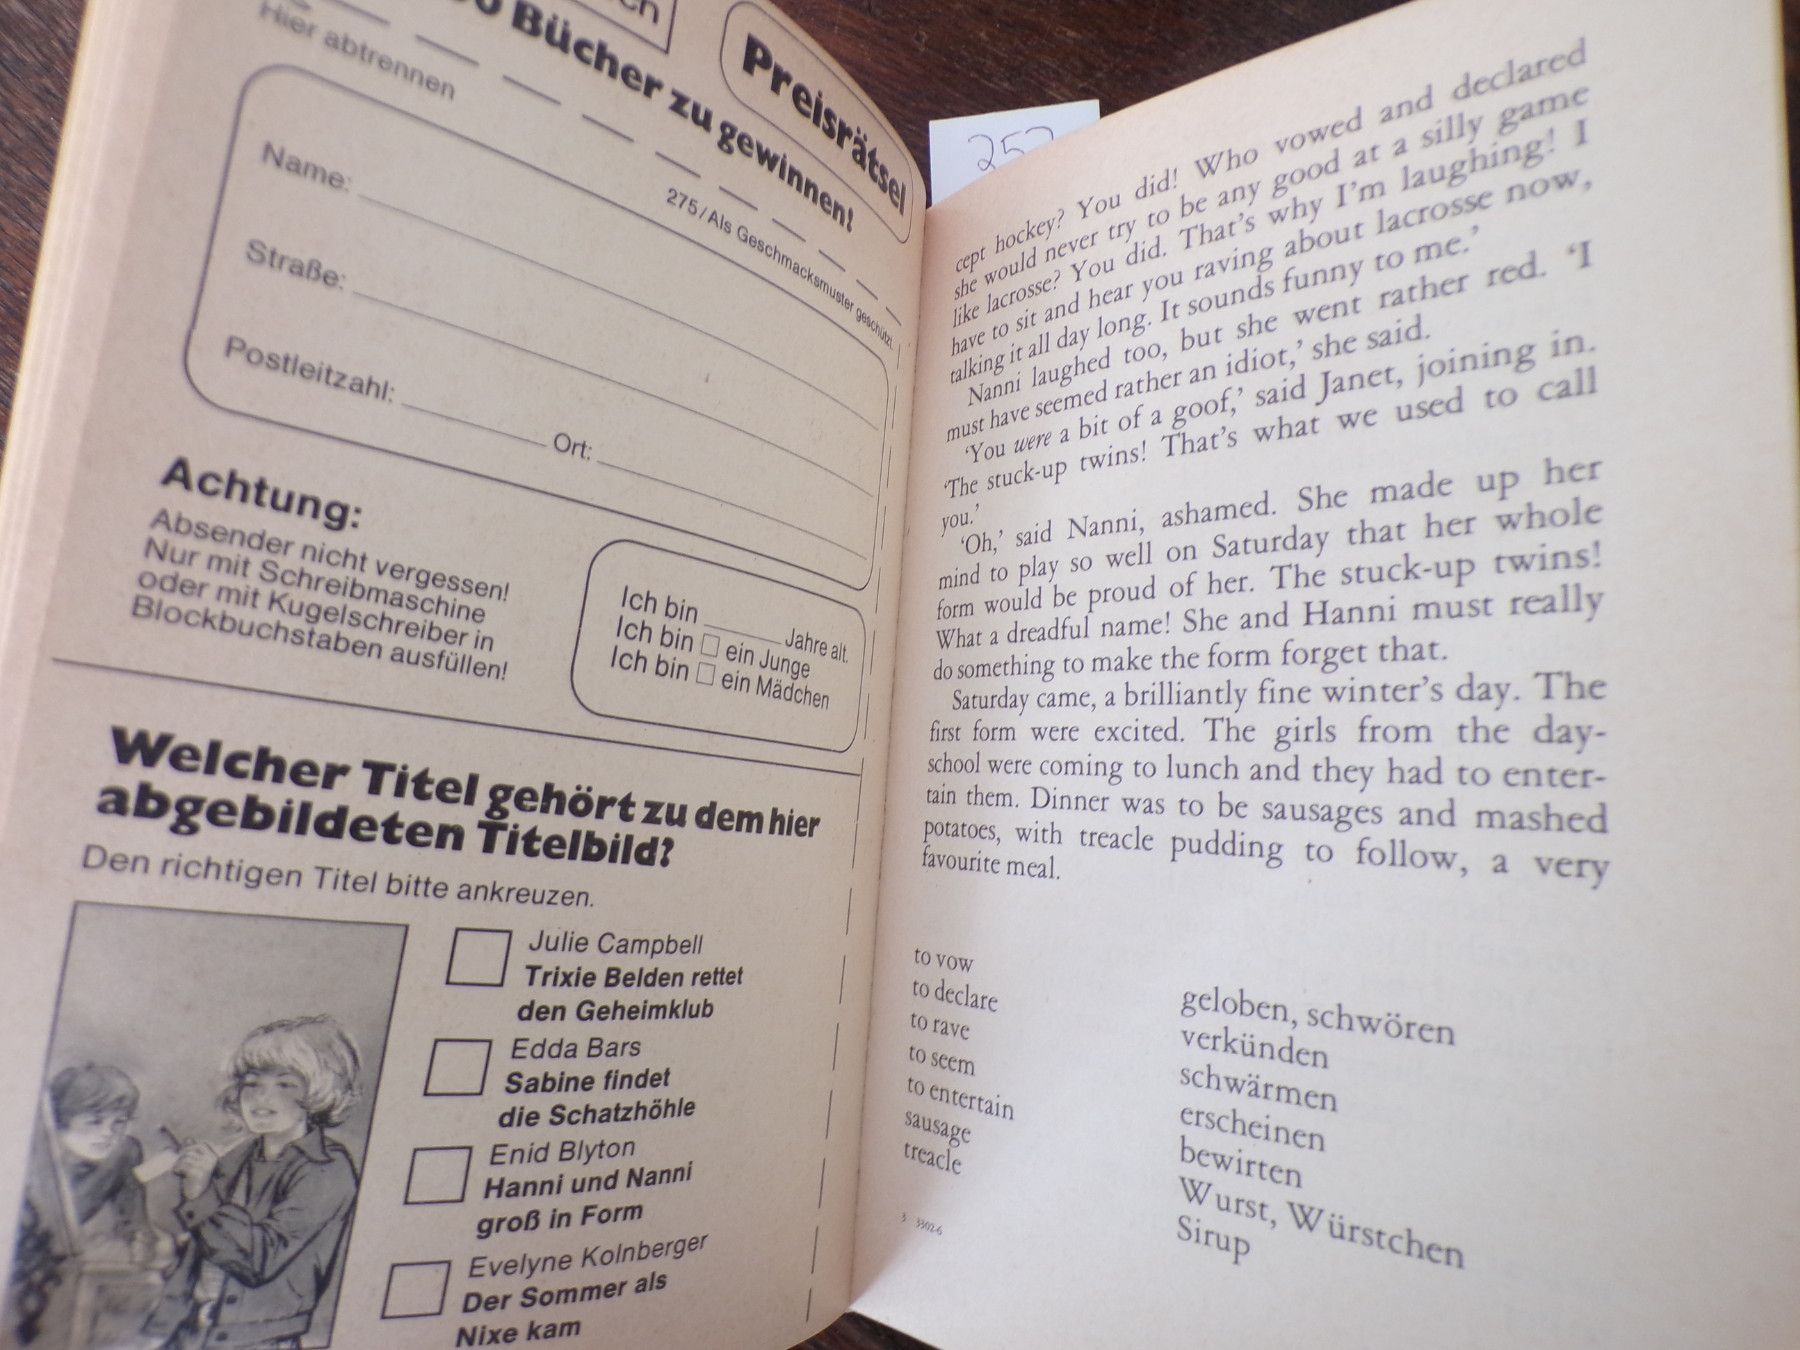 Preisrätsel
Bücher zu gewinnen!
Hier abtrennen
275/Als Geschmacksmuster geschützt.
Name:
Straße:
Postleitzahl: Ort:
Achtung:
Absender nicht vergessen!
Nur mit Schreibmaschine
oder mit Kugelschreiber in
Blockbuchstaben ausfüllen!
Ich bin Jahre alt.
Ich bin ein Junge
Ich bin ein Mädchen
Welcher Titel gehört zu dem hier
abgebildeten Titelbild?
Den richtigen Titel bitte ankreuzen.
Julie Campbell
Trixie Belden rettet
den Geheimklub
Edda Bars
Sabine findet
die Schatzhöhle
Enid Blyton
Hanni und Nanni
groß in Form
Evelyne Kolnberger
Der Sommer als
Nixe kam
252
cept hockey? You did! Who vowed and declared
she would never try to be any good at a silly game
like lacrosse? You did. That's why I'm laughing! I
have to sit and hear you raving about lacrosse now,
talking it all day long. It sounds funny to me.'
Nanni laughed too, but she went rather red. 'I
must have seemed rather an idiot,' she said.
'You were a bit of a goof,' said Janet, joining in.
'The stuck-up twins! That's what we used to call
you.'
'Oh,' said Nanni, ashamed. She made up her
mind to play so well on Saturday that her whole
form would be proud of her. The stuck-up twins!
What a dreadful name! She and Hanni must really
do something to make the form forget that.
Saturday came, a brilliantly fine winter's day. The
first form were excited. The girls from the day-
school were coming to lunch and they had to enter-
tain them. Dinner was to be sausages and mashed
potatoes, with treacle pudding to follow, a very
favourite meal.
to vow geloben, schwören
to declare verkünden
to rave schwärmen
to seem erscheinen
to entertain bewirten
sausage Wurst, Würstchen
treacle Sirup
3 3302-6